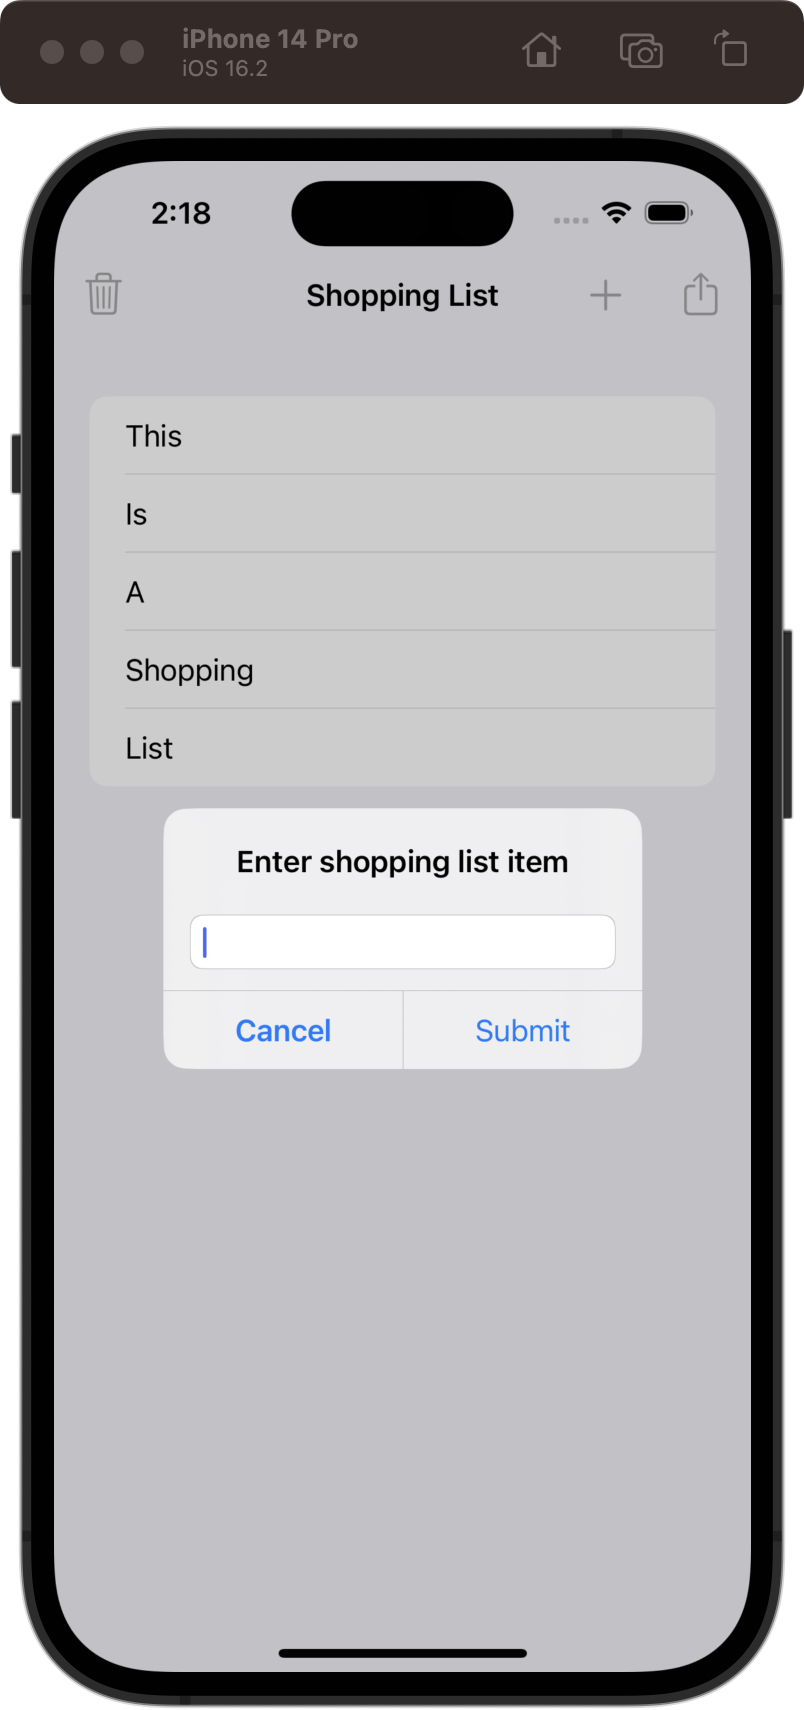 iPhone 14 Pro
iOS 16.2
2:18
Shopping List
This
Is
A
Shopping
List
Enter shopping list item
Cancel
Submit